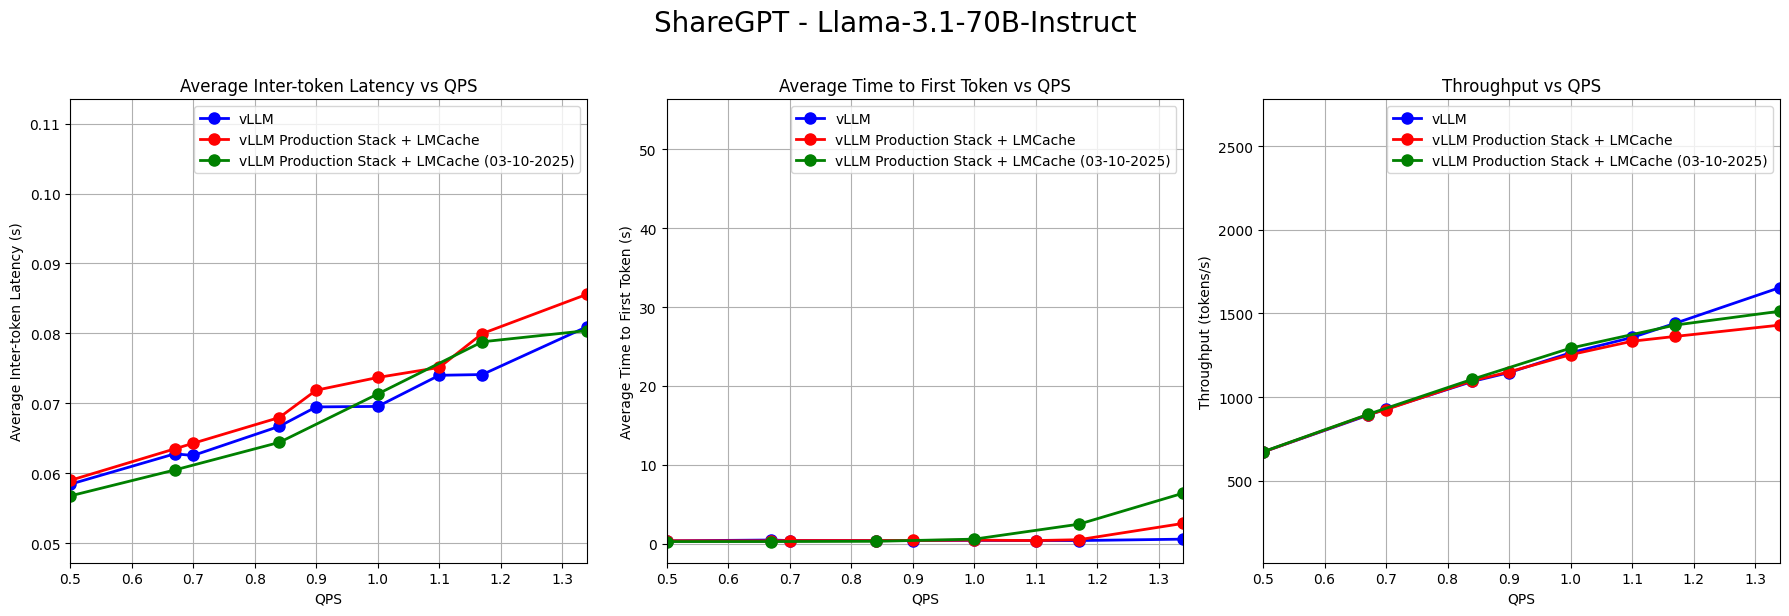 ShareGPT - Llama-3.1-70B-Instruct
Average Inter-token Latency vs QPS
vLLM
vLLM Production Stack + LMCache
vLLM Production Stack + LMCache (03-10-2025)
Average Inter-token Latency (s)
0.11
0.10
0.09
0.08
0.07
0.06
0.05
0.5 0.6 0.7 0.8 0.9 1.0 1.1 1.2 1.3
QPS
Average Time to First Token vs QPS
vLLM
vLLM Production Stack + LMCache
vLLM Production Stack + LMCache (03-10-2025)
Average Time to First Token (s)
50
40
30
20
10
0
0.5 0.6 0.7 0.8 0.9 1.0 1.1 1.2 1.3
QPS
Throughput vs QPS
vLLM
vLLM Production Stack + LMCache
vLLM Production Stack + LMCache (03-10-2025)
Throughput (tokens/s)
2500
2000
1500
1000
500
0.5 0.6 0.7 0.8 0.9 1.0 1.1 1.2 1.3
QPS